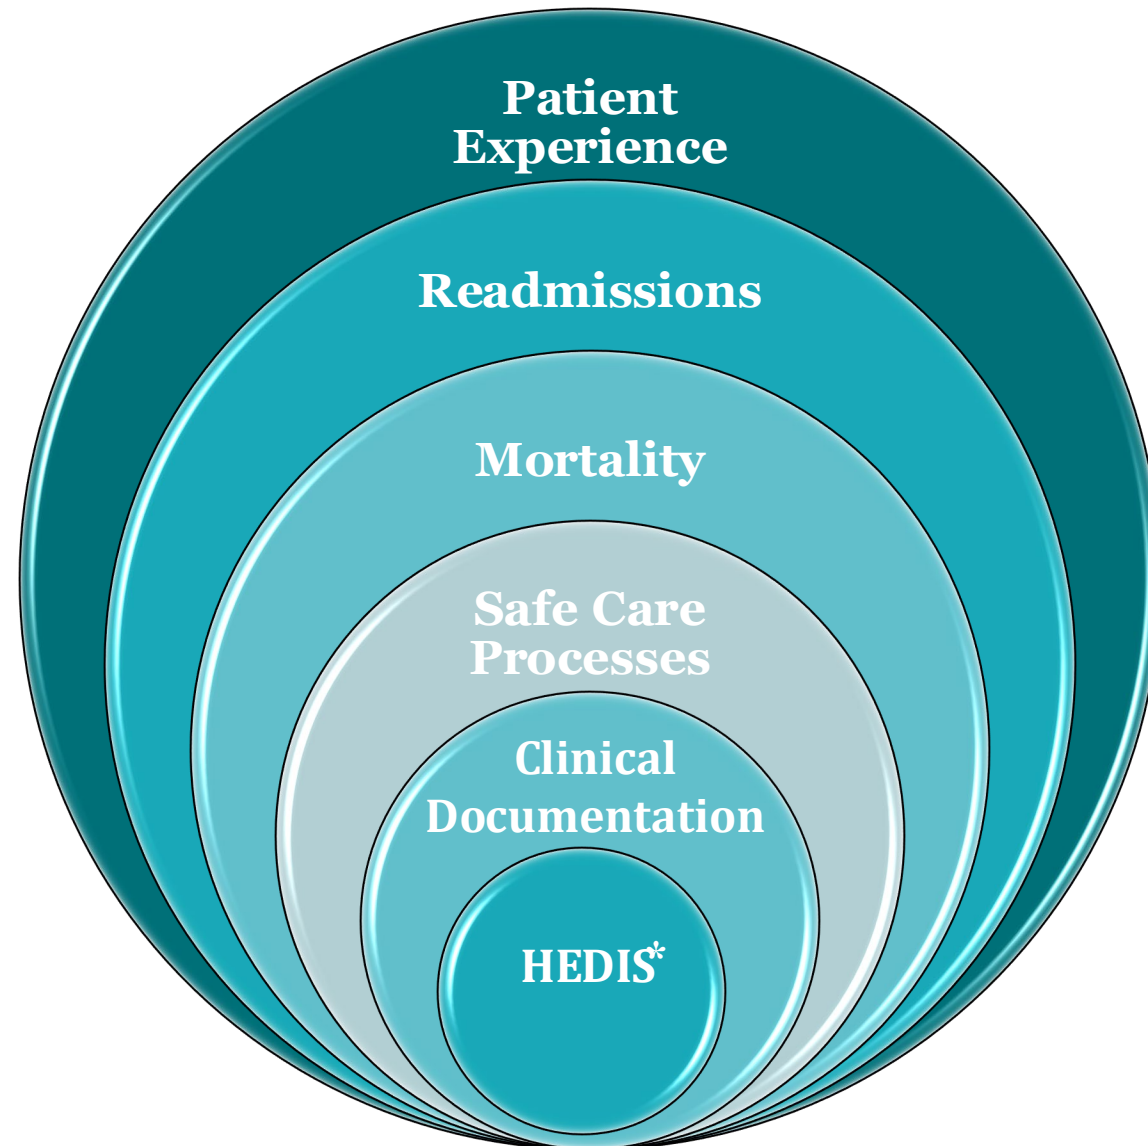 Patient
Experience
Readmissions
Mortality
Safe Care
Processes
Clinical
Documentation
HEDIS*